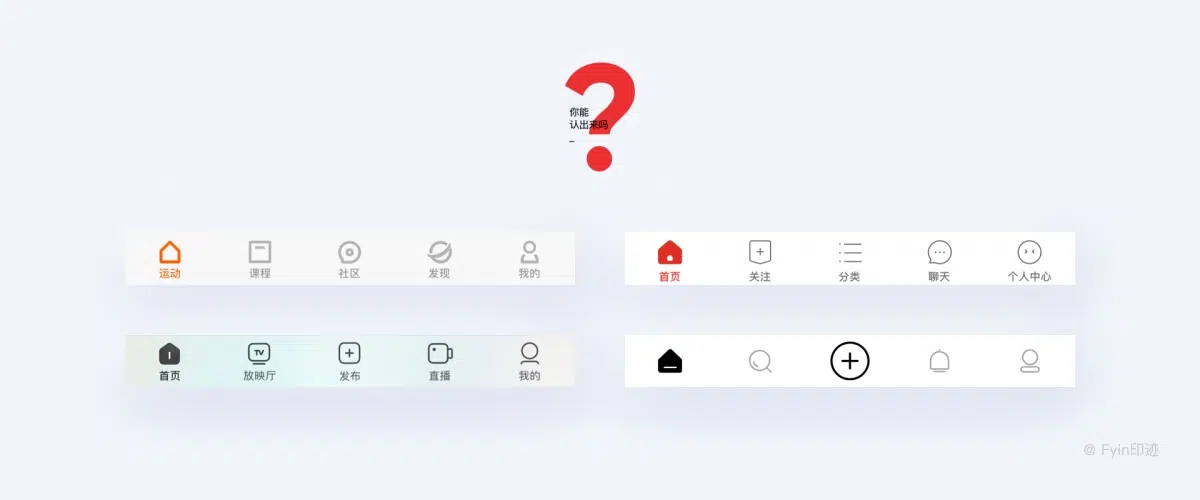 ?
你能
认出来吗
_
运动 课程 社区 发现 我的
首页 关注 分类 聊天 个人中心
TV
首页 放映厅 发布 直播 我的
@ Fyin印迹